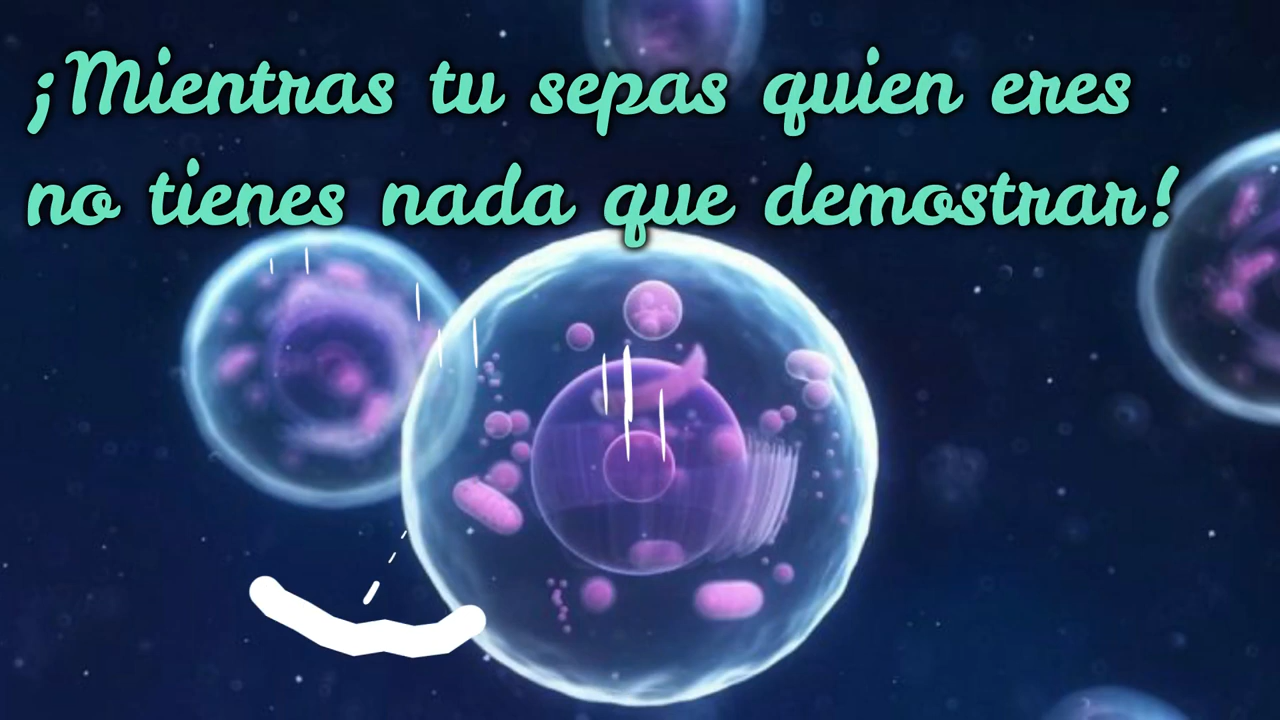 ¡Mientras tu sepas quien eres
no tienes nada que demostrar!